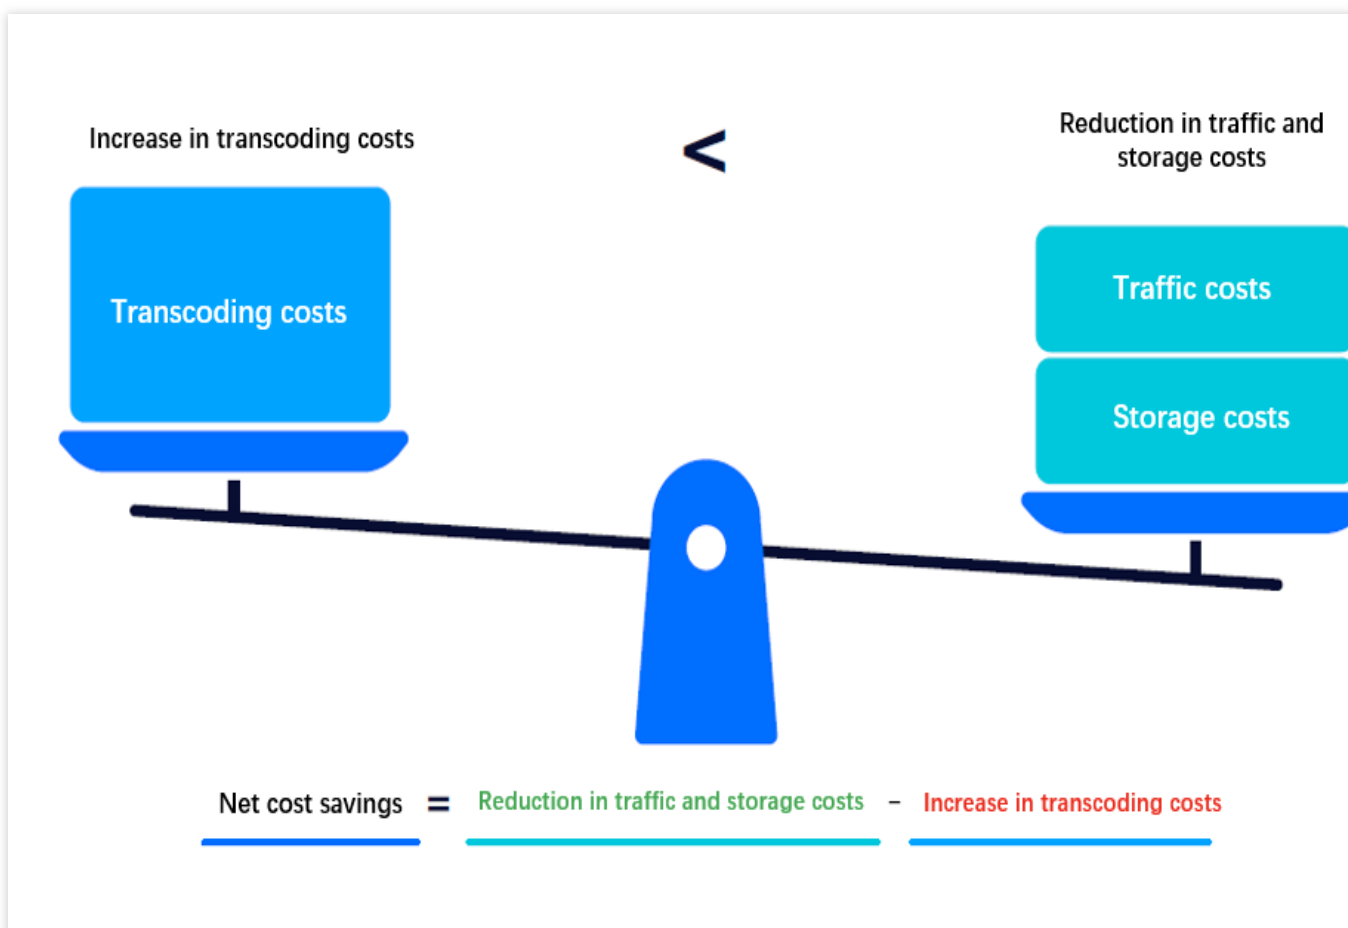 Increase in transcoding costs
<
Reduction in traffic and
storage costs
Transcoding costs
Traffic costs
Storage costs
Net cost savings = Reduction in traffic and storage costs - Increase in transcoding costs